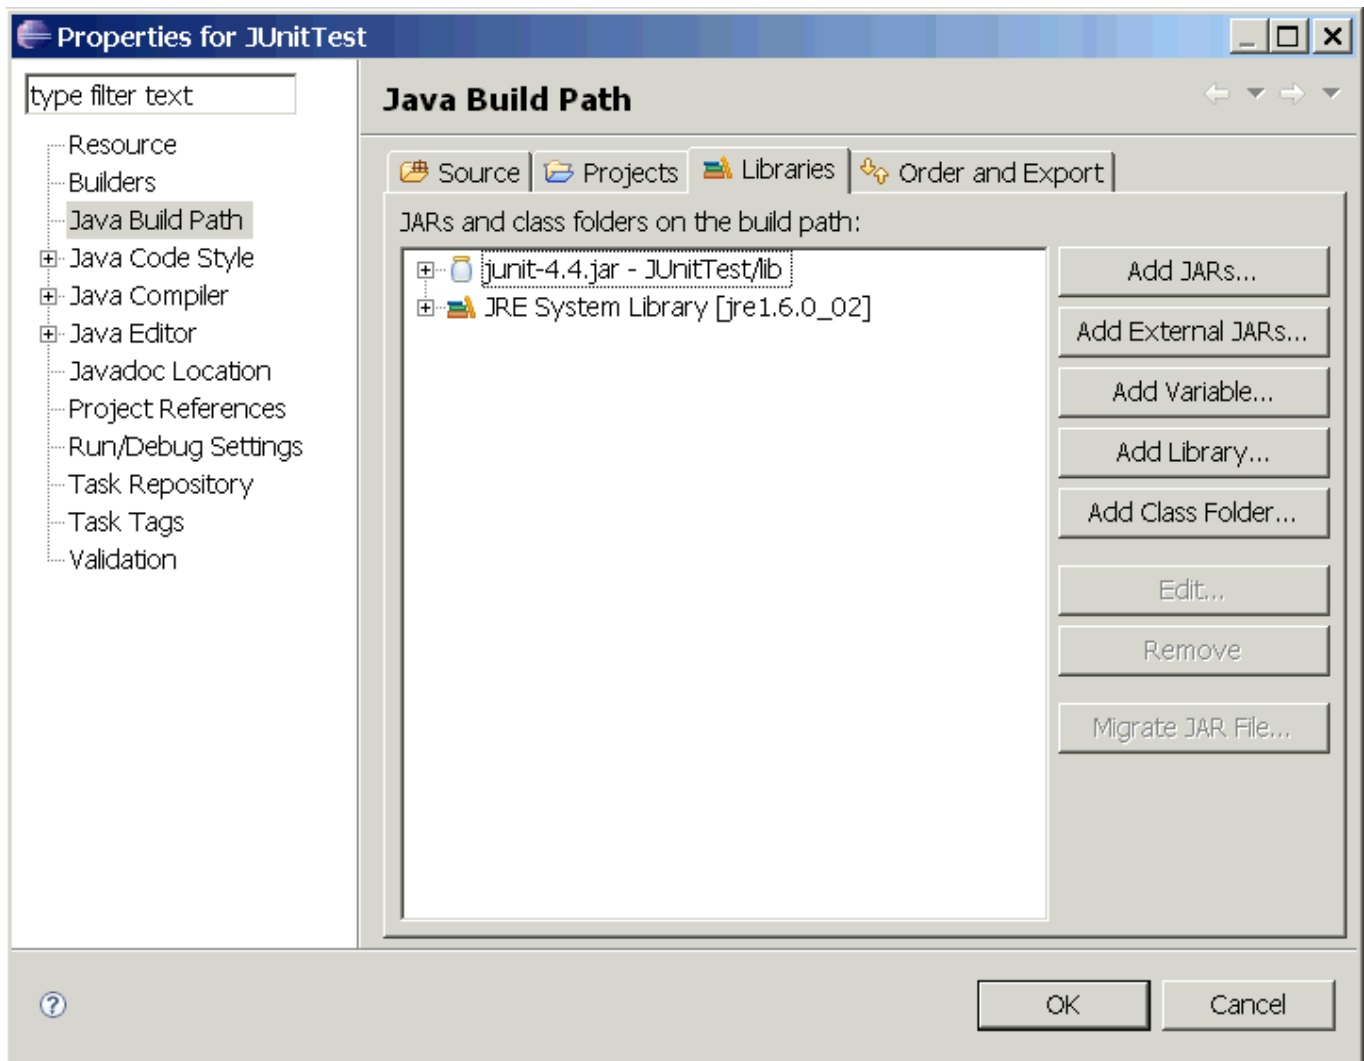 Properties for JUnitTest
type filter text
Resource
Builders
Java Build Path
Java Code Style
Java Compiler
Java Editor
Javadoc Location
Project References
Run/Debug Settings
Task Repository
Task Tags
Validation
Java Build Path
Source Projects Libraries Order and Export
JARs and class folders on the build path:
junit-4.4.jar - JUnitTest/lib
JRE System Library [jre1.6.0_02]
Add JARs...
Add External JARs...
Add Variable...
Add Library...
Add Class Folder...
Edit...
Remove
Migrate JAR File...
OK Cancel